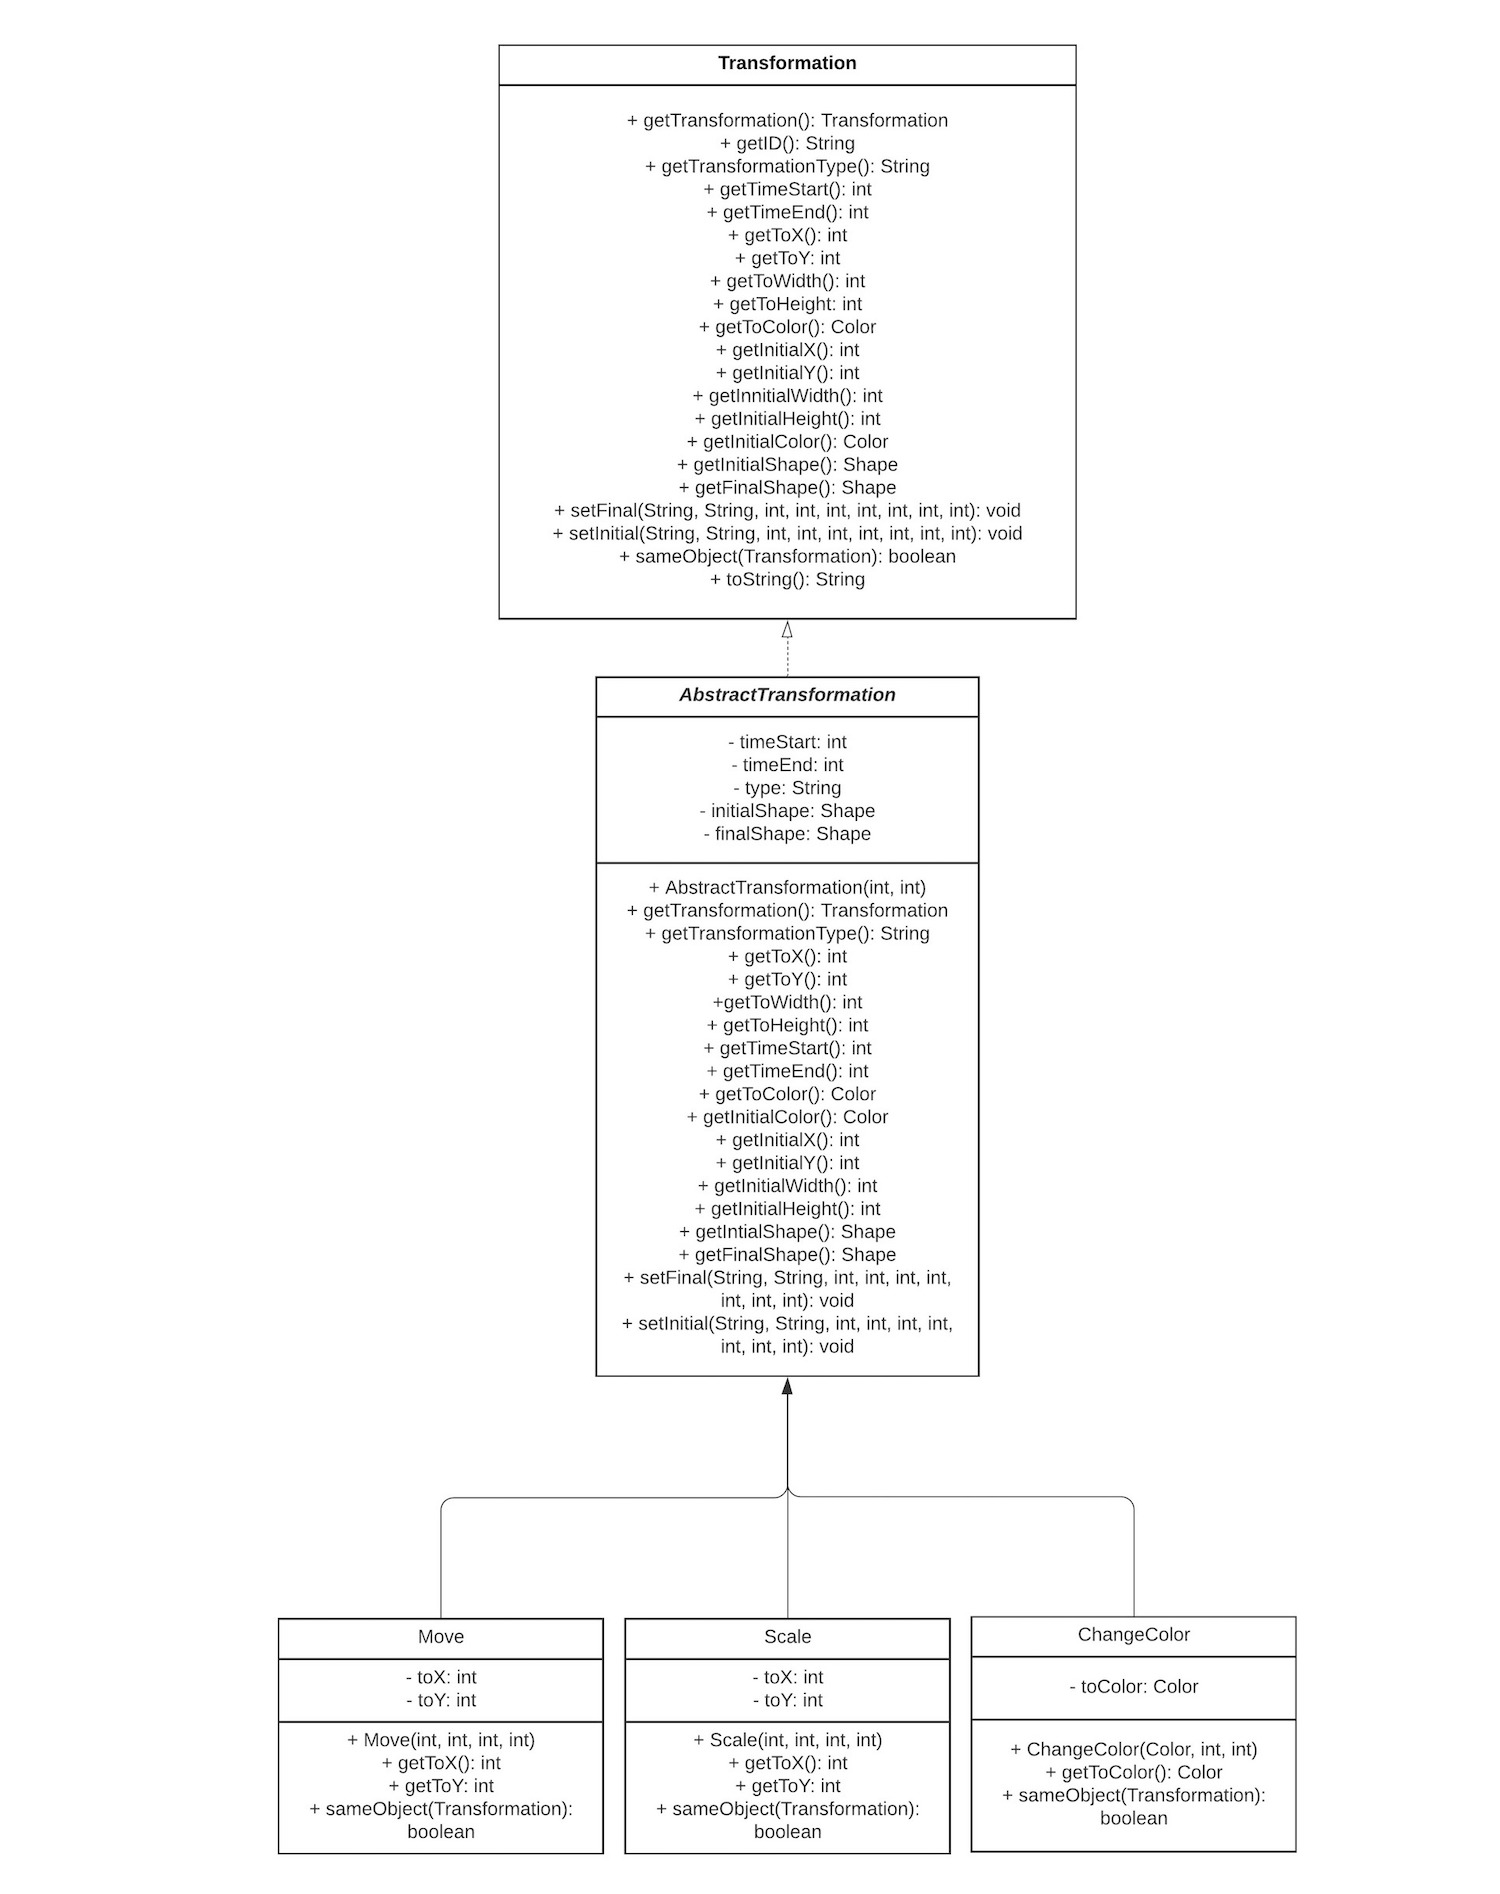 Transformation
+ getTransformation(): Transformation
+ getID(): String
+ getTransformationType(): String
+ getTimeStart(): int
+ getTimeEnd(): int
+ getToX(): int
+ getToY: int
+ getToWidth(): int
+ getToHeight: int
+ getToColor(): Color
+ getInitialX(): int
+ getInitialY(): int
+ getInnitialWidth(): int
+ getInitialHeight(): int
+ getInitialColor(): Color
+ getInitialShape(): Shape
+ getFinalShape(): Shape
+ setFinal(String, String, int, int, int, int, int, int, int): void
+ setInitial(String, String, int, int, int, int, int, int, int): void
+ sameObject(Transformation): boolean
+ toString(): String
AbstractTransformation
- timeStart: int
- timeEnd: int
- type: String
- initialShape: Shape
- finalShape: Shape
+ AbstractTransformation(int, int)
+ getTransformation(): Transformation
+ getTransformationType(): String
+ getToX(): int
+ getToY(): int
+getToWidth(): int
+ getToHeight(): int
+ getTimeStart(): int
+ getTimeEnd(): int
+ getToColor(): Color
+ getInitialColor(): Color
+ getInitialX(): int
+ getInitialY(): int
+ getInitialWidth(): int
+ getInitialHeight(): int
+ getIntialShape(): Shape
+ getFinalShape(): Shape
+ setFinal(String, String, int, int, int, int,
int, int, int): void
+ setInitial(String, String, int, int, int, int,
int, int, int): void
Move
- toX: int
- toY: int
+ Move(int, int, int, int)
+ getToX(): int
+ getToY: int
+ sameObject(Transformation):
boolean
Scale
- toX: int
- toY: int
+ Scale(int, int, int, int)
+ getToX(): int
+ getToY: int
+ sameObject(Transformation):
boolean
ChangeColor
- toColor: Color
+ ChangeColor(Color, int, int)
+ getToColor(): Color
+ sameObject(Transformation):
boolean